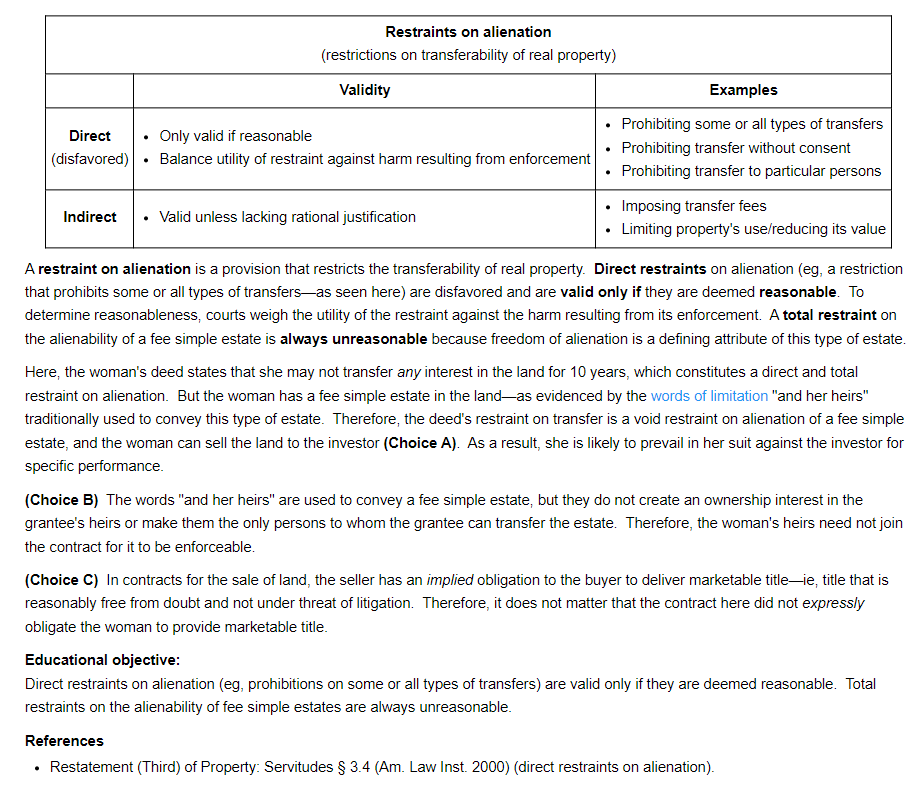 Restraints on alienation
(restrictions on transferability of real property)
Validity
Examples
Direct
(disfavored)
• Only valid if reasonable
• Balance utility of restraint against harm resulting from enforcement
• Prohibiting some or all types of transfers
• Prohibiting transfer without consent
• Prohibiting transfer to particular persons
Indirect
• Valid unless lacking rational justification
• Imposing transfer fees
• Limiting property's use/reducing its value
A restraint on alienation is a provision that restricts the transferability of real property. Direct restraints on alienation (eg, a restriction
that prohibits some or all types of transfers—as seen here) are disfavored and are valid only if they are deemed reasonable. To
determine reasonableness, courts weigh the utility of the restraint against the harm resulting from its enforcement. A total restraint on
the alienability of a fee simple estate is always unreasonable because freedom of alienation is a defining attribute of this type of estate.
Here, the woman's deed states that she may not transfer any interest in the land for 10 years, which constitutes a direct and total
restraint on alienation. But the woman has a fee simple estate in the land—as evidenced by the words of limitation "and her heirs"
traditionally used to convey this type of estate. Therefore, the deed's restraint on transfer is a void restraint on alienation of a fee simple
estate, and the woman can sell the land to the investor (Choice A). As a result, she is likely to prevail in her suit against the investor for
specific performance.
(Choice B) The words "and her heirs" are used to convey a fee simple estate, but they do not create an ownership interest in the
grantee's heirs or make them the only persons to whom the grantee can transfer the estate. Therefore, the woman's heirs need not join
the contract for it to be enforceable.
(Choice C) In contracts for the sale of land, the seller has an implied obligation to the buyer to deliver marketable title—ie, title that is
reasonably free from doubt and not under threat of litigation. Therefore, it does not matter that the contract here did not expressly
obligate the woman to provide marketable title.
Educational objective:
Direct restraints on alienation (eg, prohibitions on some or all types of transfers) are valid only if they are deemed reasonable. Total
restraints on the alienability of fee simple estates are always unreasonable.
References
• Restatement (Third) of Property: Servitudes § 3.4 (Am. Law Inst. 2000) (direct restraints on alienation).